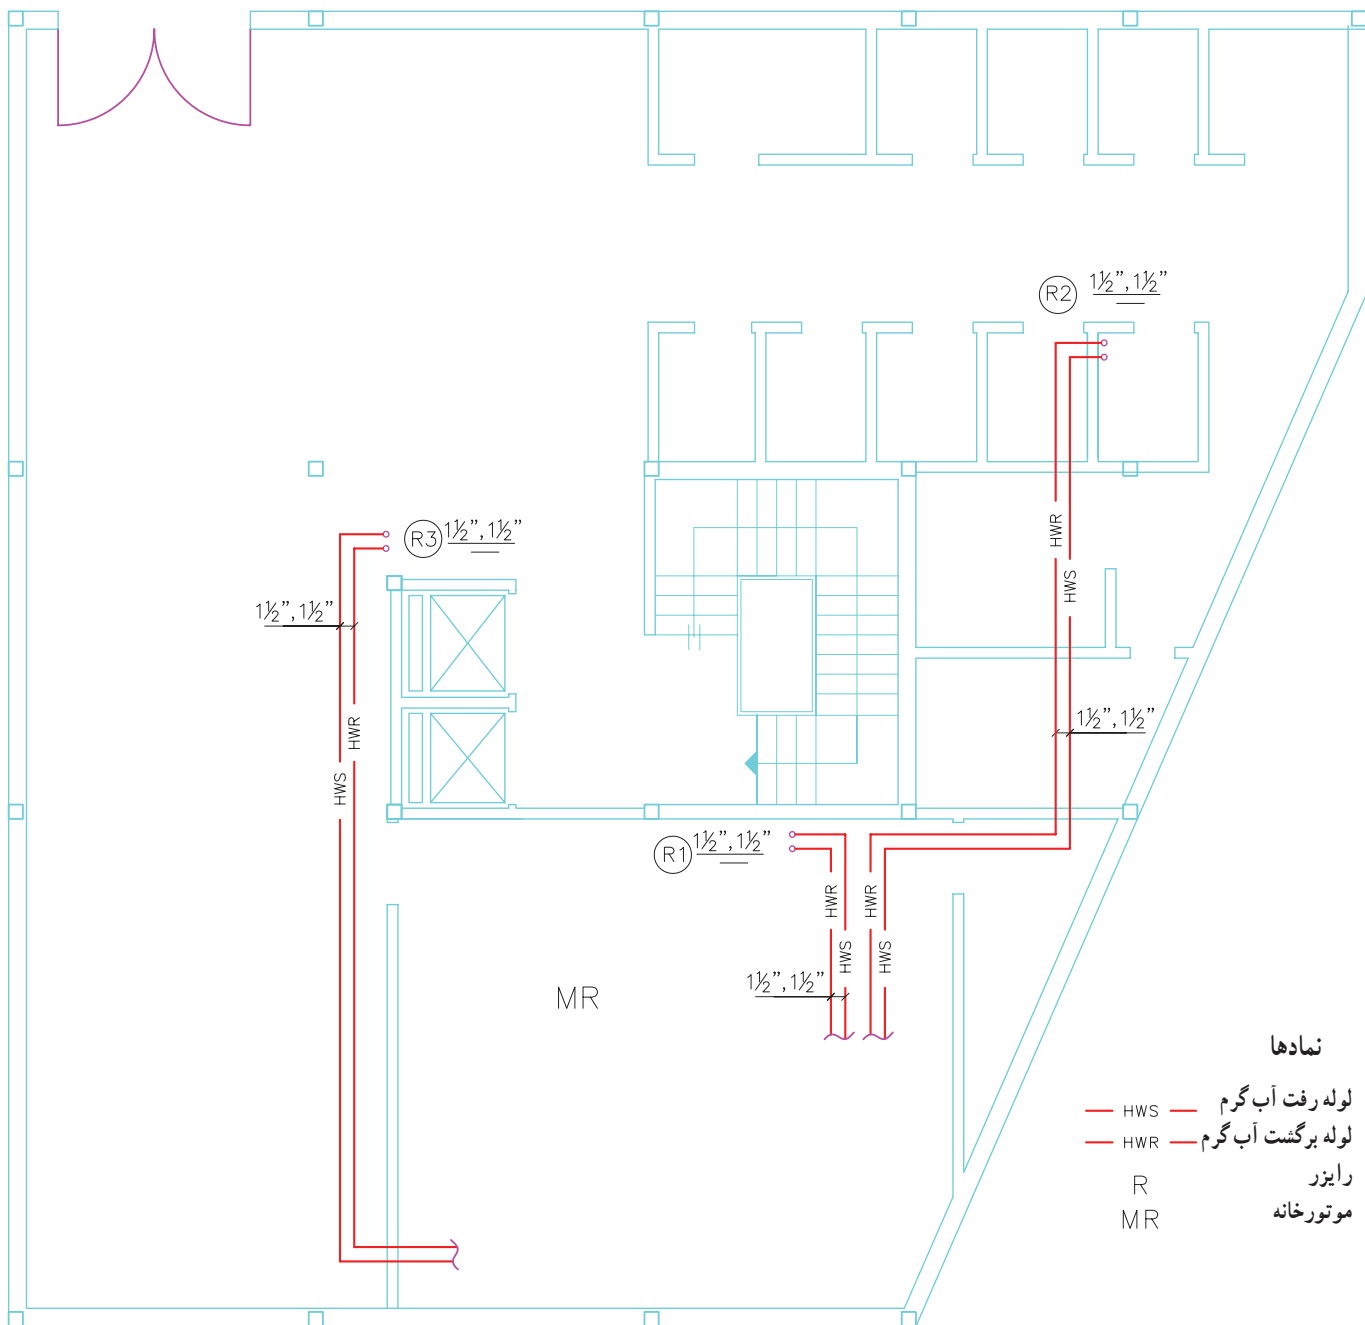 R2 1½”, 1½”
HWR
HWS
R3 1½”, 1½”
1½”, 1½”
HWR
HWS
1½”, 1½”
R1 1½”, 1½”
HWR
HWR
HWS
HWS
1½”, 1½”
MR
نمادها
لوله رفت آب گرم HWS
لوله برگشت آب گرم HWR
رایزر R
موتورخانه MR